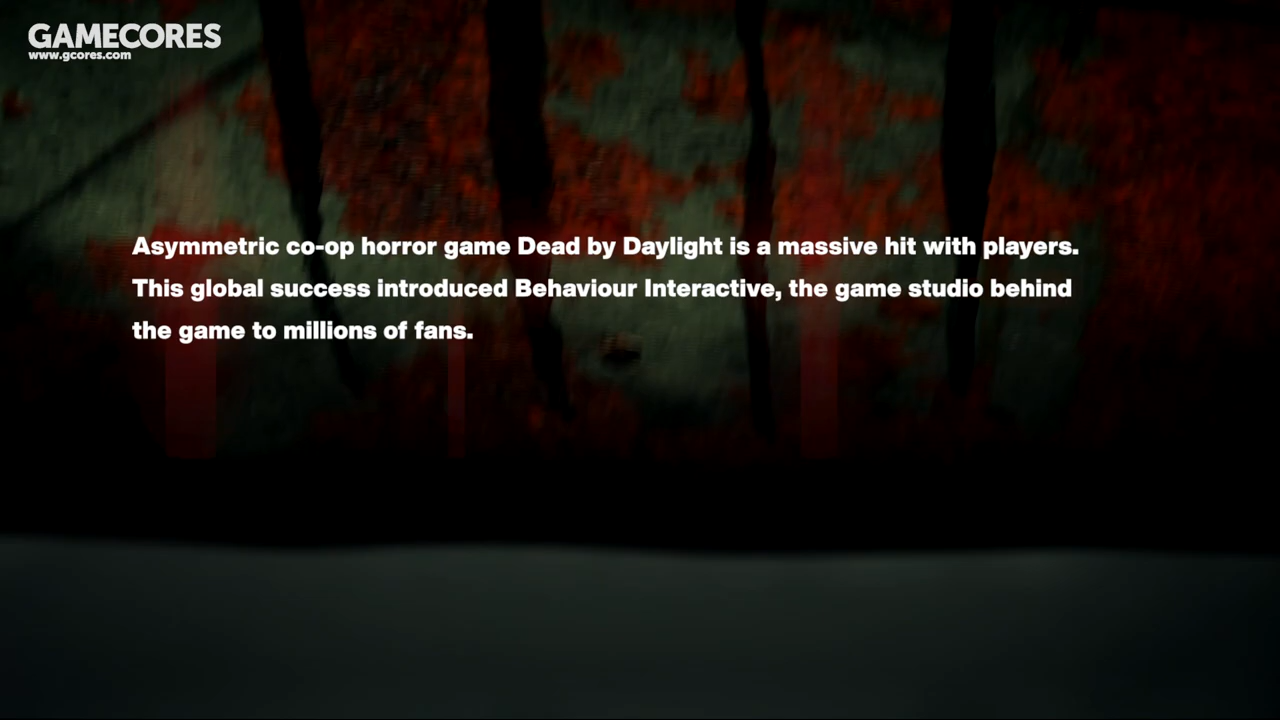 GAMECORES
www.gcores.com
Asymmetric co-op horror game Dead by Daylight is a massive hit with players.
This global success introduced Behaviour Interactive, the game studio behind
the game to millions of fans.